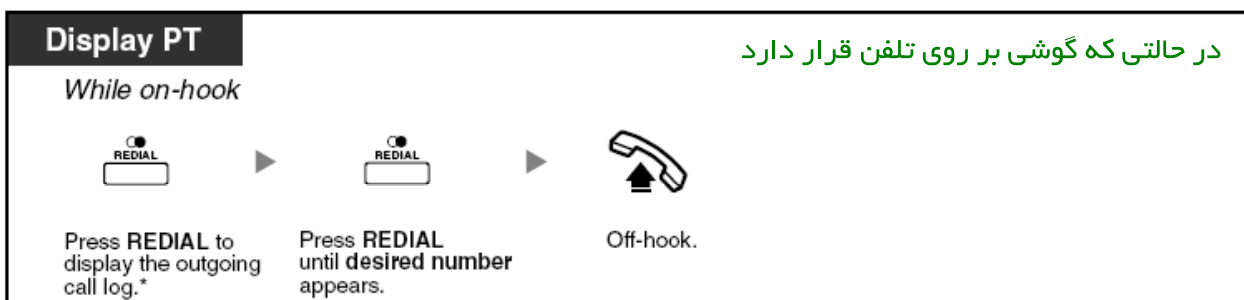 Display PT
در حالتی که گوشی بر روی تلفن قرار دارد
While on-hook
REDIAL
REDIAL
Press REDIAL to
display the outgoing
call log.*
Press REDIAL
until desired number
appears.
Off-hook.